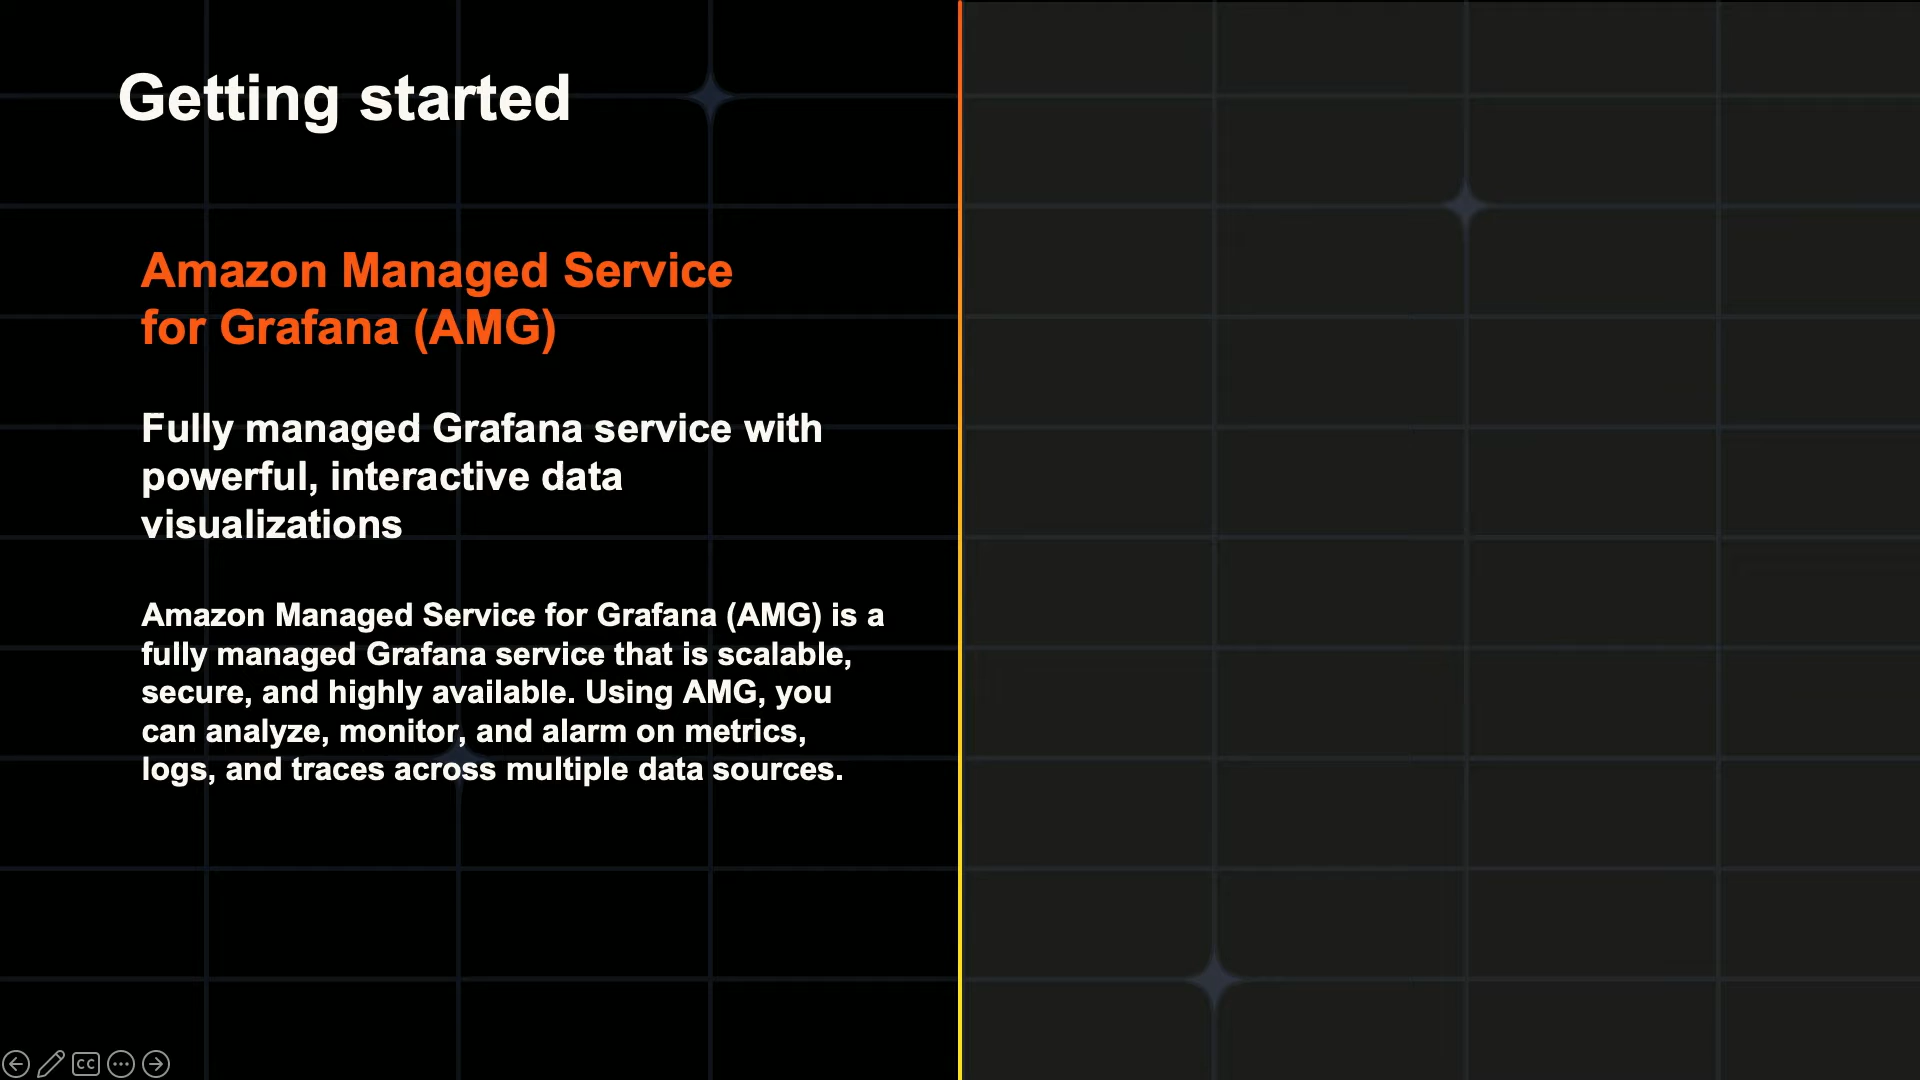 Getting started
Amazon Managed Service
for Grafana (AMG)
Fully managed Grafana service with
powerful, interactive data
visualizations
Amazon Managed Service for Grafana (AMG) is a
fully managed Grafana service that is scalable,
secure, and highly available. Using AMG, you
can analyze, monitor, and alarm on metrics,
logs, and traces across multiple data sources.
CC